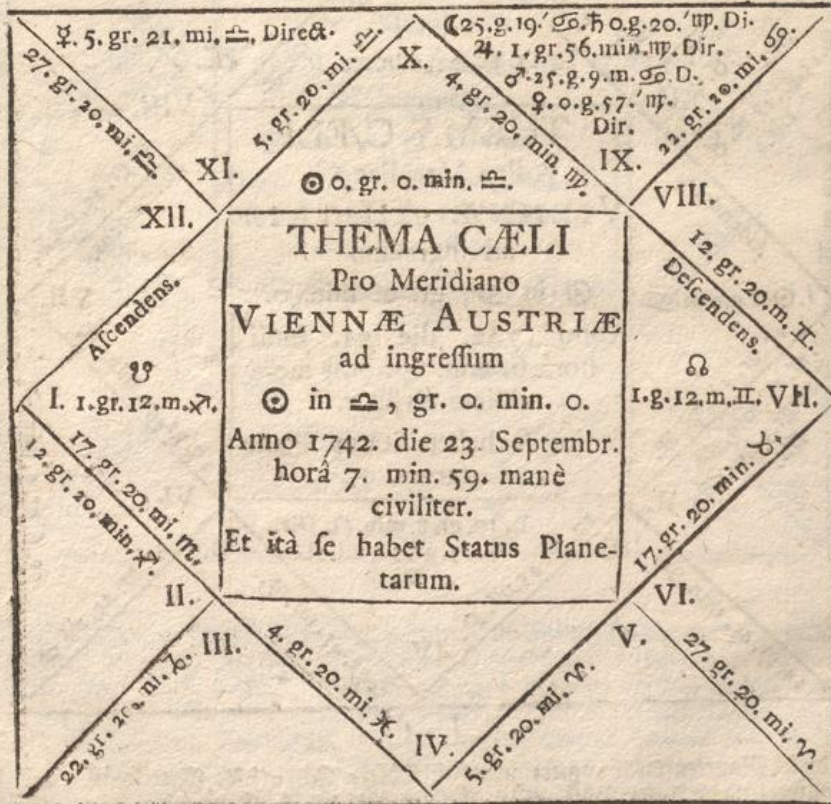 ☿. 5. gr. 21. mi. ♎. Direct.
27. gr. 20. mi. ♎.
XI.
5. gr. 20. mi. ♎.
X.
☾25. g. 19.′ ♋. ♄ 0. g. 20.′ ♍. Di.
♃. 1. gr. 56. min. ♍. Dir.
♂. 25. g. 9. m. ♋. D.
♀. 0. g. 57.′ ♍.
Dir.
4. gr. 20. min. ♍.
IX.
22. gr. 20. mi. ♋.
☉ 0. gr. 0. min. ♎.
XII.
VIII.
12. gr. 20. m. ♊.
Aſcendens.
☋
I. 1. gr. 12. m. ♐.
THEMA CÆLI
Pro Meridiano
VIENNÆ AUSTRIÆ
ad ingreſſum
☉ in ♎, gr. 0. min. 0.
Anno 1742. die 23 Septembr.
horâ 7. min. 59. manè
civiliter.
Et ità ſe habet Status Plane-
tarum.
Deſcendens.
☊
1. g. 12. m. ♊. VII.
17. gr. 20. mi. ♏.
12. gr. 20. min. ♐.
17. gr. 20. min. ♉.
II.
III.
22. gr. mi. ♑.
4. gr. 20. mi. ♓.
IV.
5. gr. 20. mi. ♈.
V.
VI.
27. gr. 20. mi. ♈.